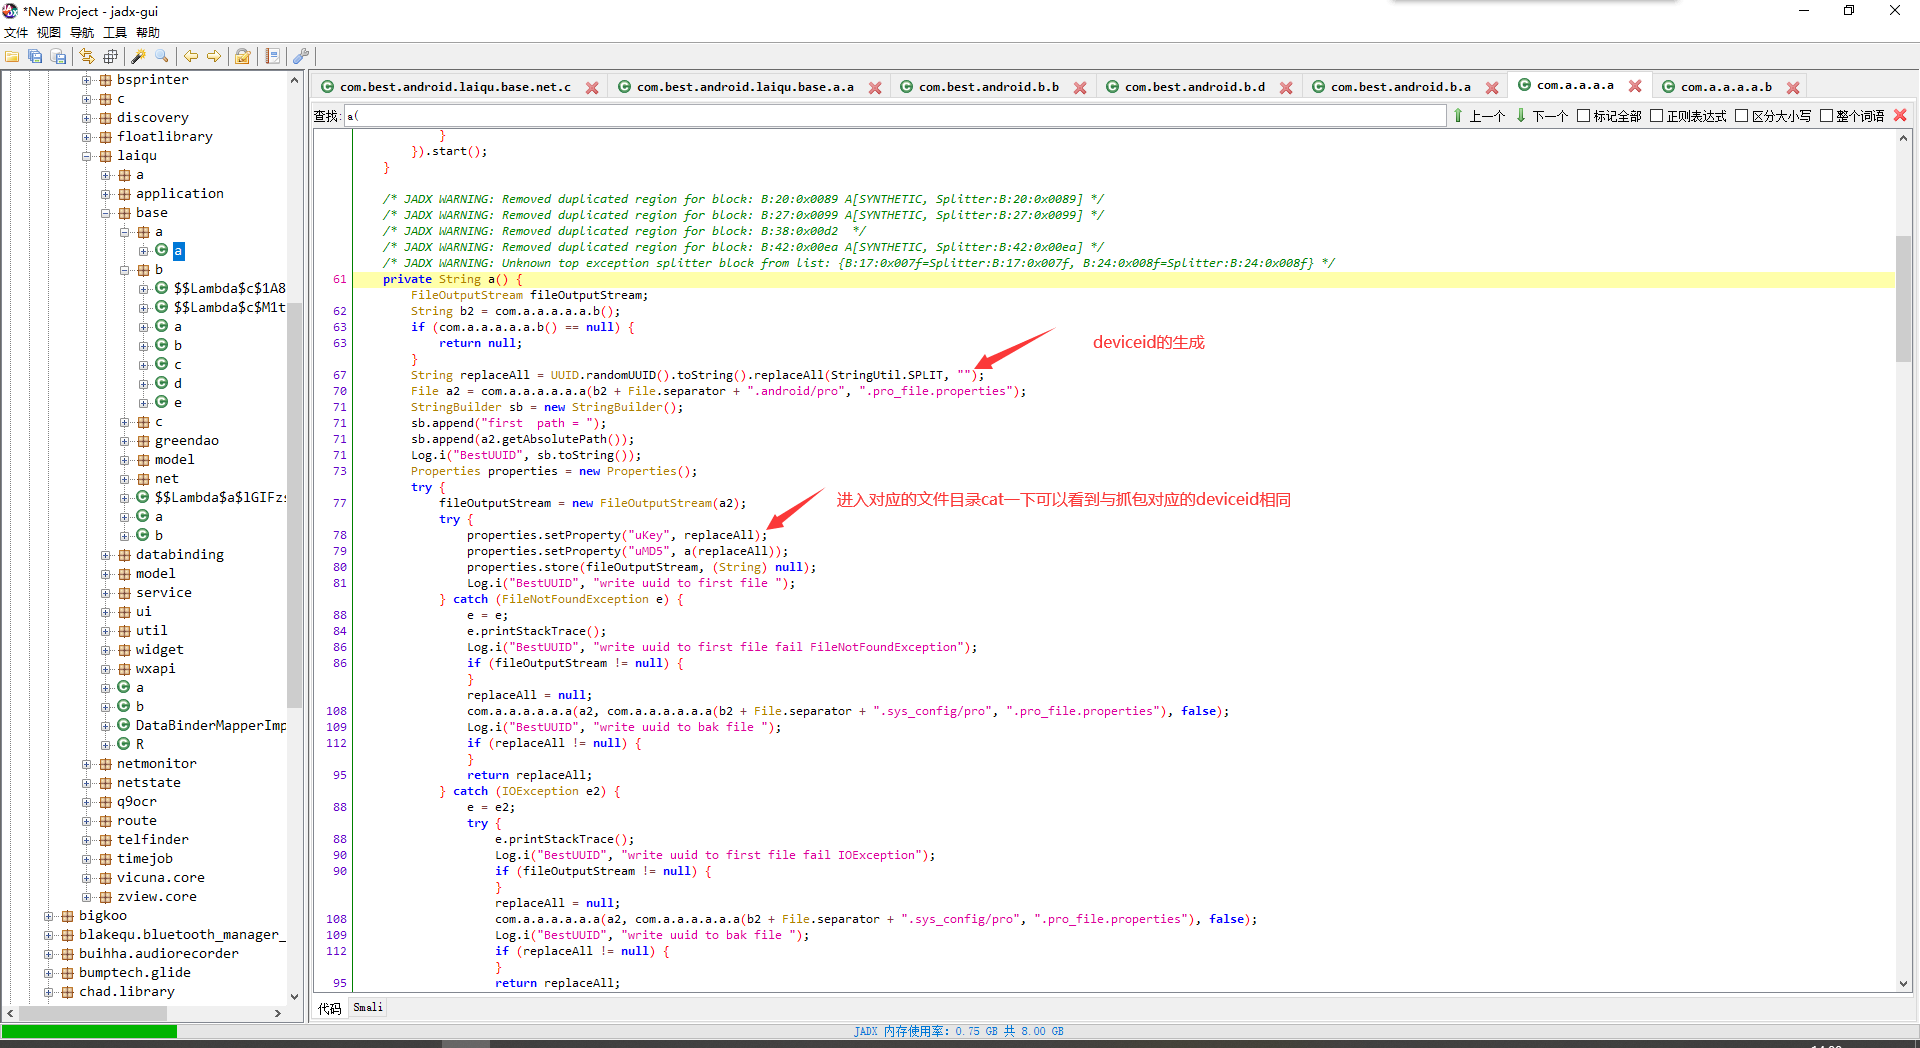 *New Project - jadx-gui
文件 视图 导航 工具 帮助
bsprinter
c
discovery
floatlibrary
laiqu
a
application
base
a
a
b
$$Lambda$c$1A8
$$Lambda$c$M1t
a
b
c
d
e
c
greendao
model
net
$$Lambda$a$lGIFzs
a
b
databinding
model
service
ui
util
widget
wxapi
a
b
DataBinderMapperImp
R
netmonitor
netstate
q9ocr
route
telfinder
timejob
vicuna.core
zview.core
bigkoo
blakequ.bluetooth_manager_
buihha.audiorecorder
bumptech.glide
chad.library
com.best.android.laiqu.base.net.c com.best.android.laiqu.base.a.a com.best.android.b.b com.best.android.b.d com.best.android.b.a com.a.a.a.a com.a.a.a.a.b
查找: a( 上一个 下一个 标记全部 正则表达式 区分大小写 整个词语
}
}).start();
}
/* JADX WARNING: Removed duplicated region for block: B:20:0x0089 A[SYNTHETIC, Splitter:B:20:0x0089] */
/* JADX WARNING: Removed duplicated region for block: B:27:0x0099 A[SYNTHETIC, Splitter:B:27:0x0099] */
/* JADX WARNING: Removed duplicated region for block: B:38:0x00d2  */
/* JADX WARNING: Removed duplicated region for block: B:42:0x00ea A[SYNTHETIC, Splitter:B:42:0x00ea] */
/* JADX WARNING: Unknown top exception splitter block from list: {B:17:0x007f=Splitter:B:17:0x007f, B:24:0x008f=Splitter:B:24:0x008f} */
61 private String a() {
FileOutputStream fileOutputStream;
62 String b2 = com.a.a.a.a.a.b();
63 if (com.a.a.a.a.a.b() == null) {
63 return null;
}
deviceid的生成
67 String replaceAll = UUID.randomUUID().toString().replaceAll(StringUtil.SPLIT, "");
70 File a2 = com.a.a.a.a.a.a(b2 + File.separator + ".android/pro", ".pro_file.properties");
71 StringBuilder sb = new StringBuilder();
71 sb.append("first  path = ");
71 sb.append(a2.getAbsolutePath());
71 Log.i("BestUUID", sb.toString());
73 Properties properties = new Properties();
try {
77 fileOutputStream = new FileOutputStream(a2);
进入对应的文件目录cat一下可以看到与抓包对应的deviceid相同
try {
78 properties.setProperty("uKey", replaceAll);
79 properties.setProperty("uMD5", a(replaceAll));
80 properties.store(fileOutputStream, (String) null);
81 Log.i("BestUUID", "write uuid to first file ");
} catch (FileNotFoundException e) {
88 e = e;
84 e.printStackTrace();
86 Log.i("BestUUID", "write uuid to first file fail FileNotFoundException");
86 if (fileOutputStream != null) {
}
replaceAll = null;
108 com.a.a.a.a.a.a(a2, com.a.a.a.a.a.a(b2 + File.separator + ".sys_config/pro", ".pro_file.properties"), false);
109 Log.i("BestUUID", "write uuid to bak file ");
112 if (replaceAll != null) {
}
95 return replaceAll;
} catch (IOException e2) {
88 e = e2;
try {
88 e.printStackTrace();
90 Log.i("BestUUID", "write uuid to first file fail IOException");
90 if (fileOutputStream != null) {
}
replaceAll = null;
108 com.a.a.a.a.a.a(a2, com.a.a.a.a.a.a(b2 + File.separator + ".sys_config/pro", ".pro_file.properties"), false);
109 Log.i("BestUUID", "write uuid to bak file ");
112 if (replaceAll != null) {
}
95 return replaceAll;
代码 Smali
JADX 内存使用率: 0.75 GB 共 8.00 GB